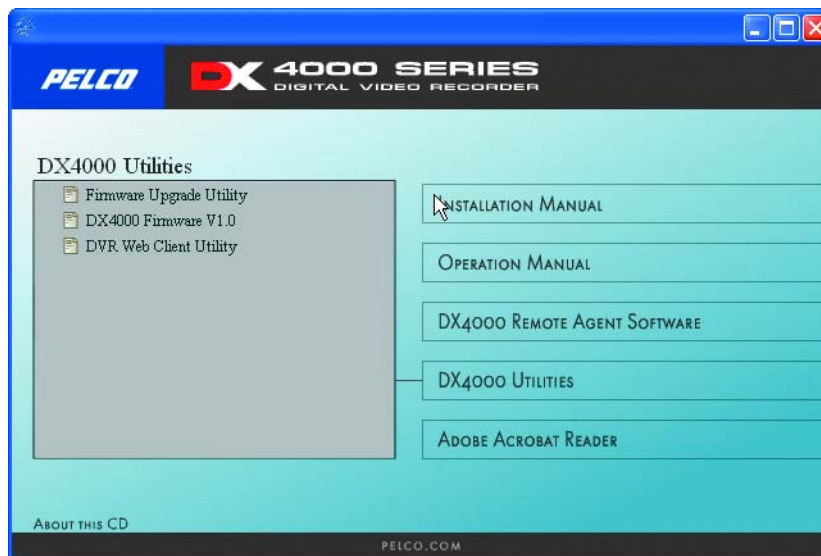 PELCO
DX 4000 SERIES
DIGITAL VIDEO RECORDER
DX4000 Utilities
Firmware Upgrade Utility
DX4000 Firmware V1.0
DVR Web Client Utility
INSTALLATION MANUAL
OPERATION MANUAL
DX4000 REMOTE AGENT SOFTWARE
DX4000 UTILITIES
ADOBE ACROBAT READER
ABOUT THIS CD
PELCO.COM